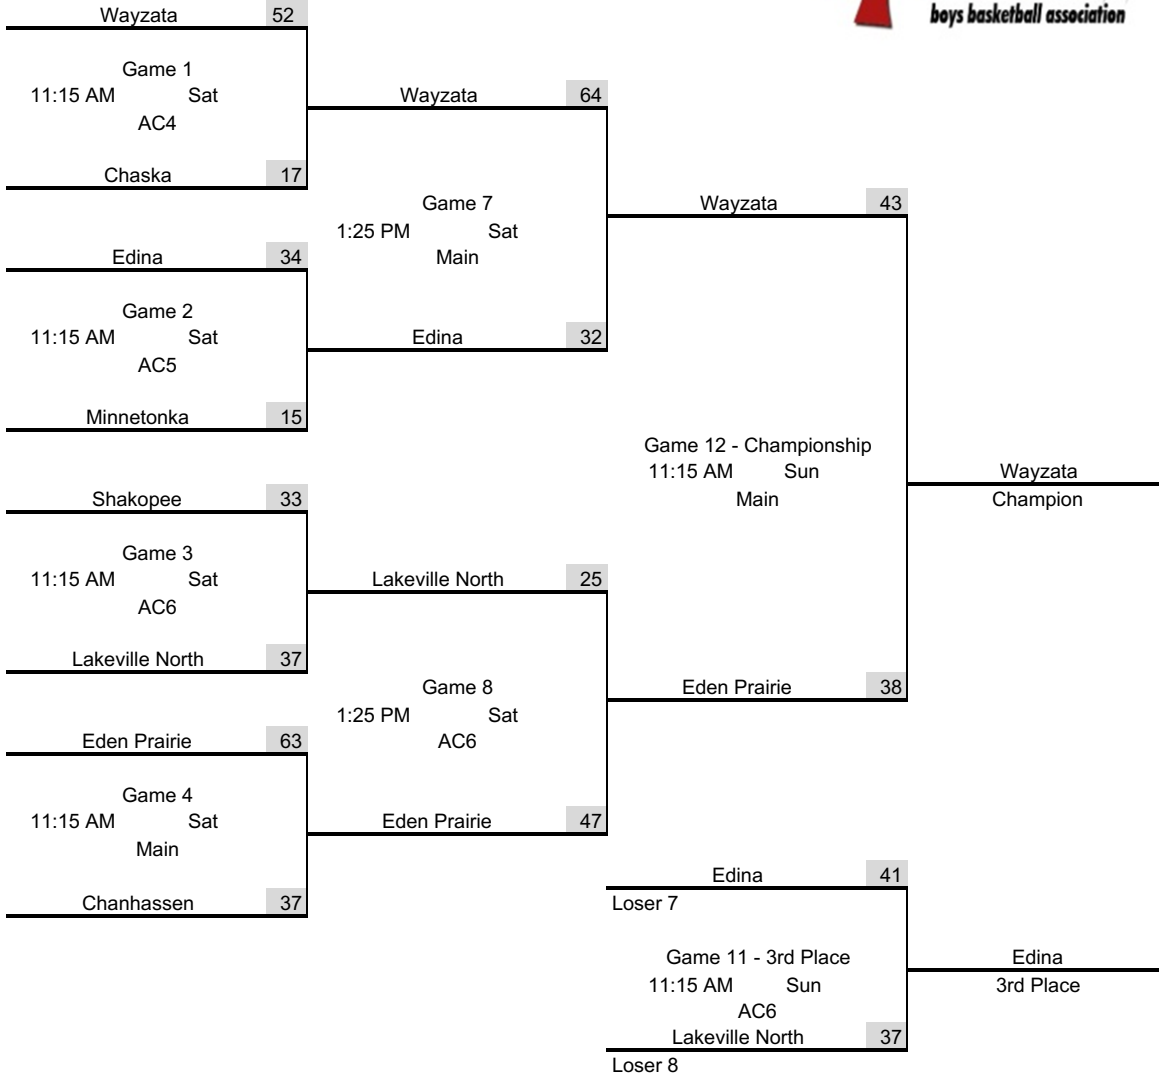 boys basketball association
Wayzata 52
Game 1
11:15 AM Sat
AC4
Chaska 17
Wayzata 64
Game 7
1:25 PM Sat
Main
Edina 32
Edina 34
Game 2
11:15 AM Sat
AC5
Minnetonka 15
Wayzata 43
Game 12 - Championship
11:15 AM Sun
Main
Eden Prairie 38
Wayzata
Champion
Shakopee 33
Game 3
11:15 AM Sat
AC6
Lakeville North 37
Lakeville North 25
Game 8
1:25 PM Sat
AC6
Eden Prairie 47
Eden Prairie 63
Game 4
11:15 AM Sat
Main
Chanhassen 37
Edina 41
Loser 7
Game 11 - 3rd Place
11:15 AM Sun
AC6
Lakeville North 37
Loser 8
Edina
3rd Place